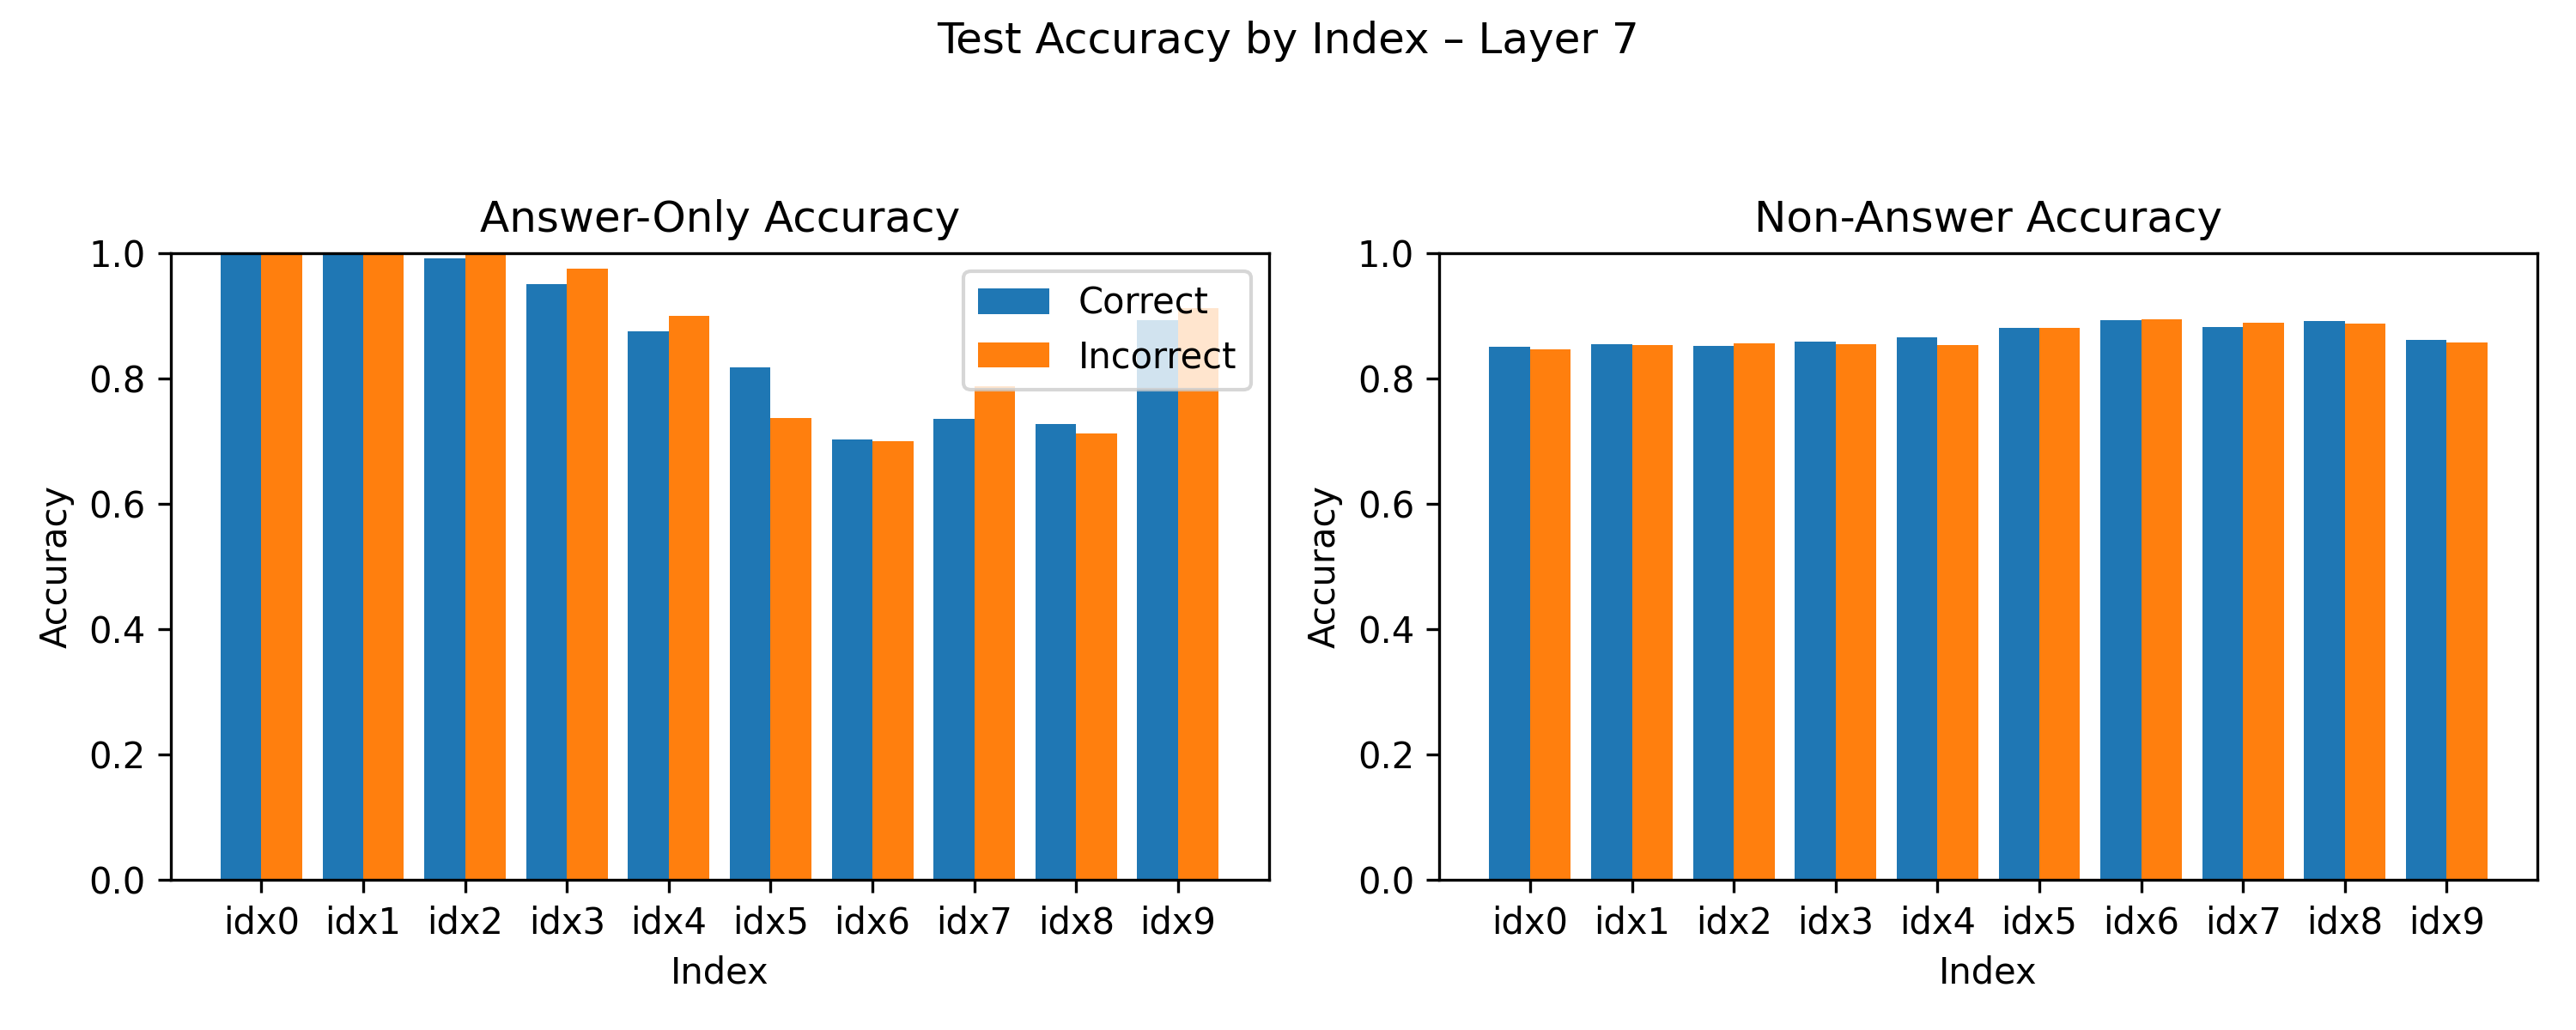 Test Accuracy by Index – Layer 7
Answer-Only Accuracy
1.0
0.8
0.6
0.4
0.2
0.0
Accuracy
Correct
Incorrect
idx0 idx1 idx2 idx3 idx4 idx5 idx6 idx7 idx8 idx9
Index
Non-Answer Accuracy
1.0
0.8
0.6
0.4
0.2
0.0
Accuracy
idx0 idx1 idx2 idx3 idx4 idx5 idx6 idx7 idx8 idx9
Index